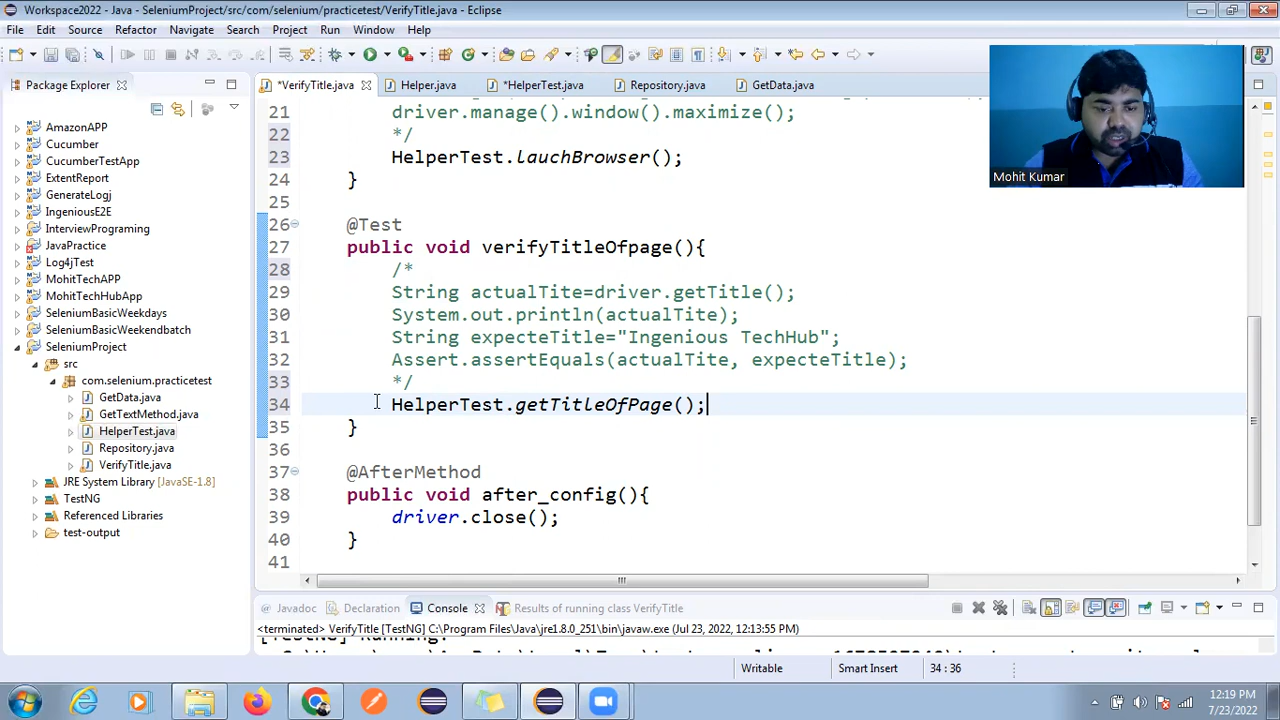 Workspace2022 - Java - SeleniumProject/src/com/selenium/practicetest/VerifyTitle.java - Eclipse
File Edit Source Refactor Navigate Search Project Run Window Help
Package Explorer
*VerifyTitle.java Helper.java *HelperTest.java Repository.java GetData.java
AmazonAPP
Cucumber
CucumberTestApp
ExtentReport
GenerateLogj
IngeniousE2E
InterviewPrograming
JavaPractice
Log4jTest
MohitTechAPP
MohitTechHubApp
SeleniumBasicWeekdays
SeleniumBasicWeekendbatch
SeleniumProject
src
com.selenium.practicetest
GetData.java
GetTextMethod.java
HelperTest.java
Repository.java
VerifyTitle.java
JRE System Library [JavaSE-1.8]
TestNG
Referenced Libraries
test-output
21 driver.manage().window().maximize();
22 */
23 HelperTest.lauchBrowser();
24 }
25
26 @Test
27 public void verifyTitleOfpage(){
28 /*
29 String actualTite=driver.getTitle();
30 System.out.println(actualTite);
31 String expecteTitle="Ingenious TechHub";
32 Assert.assertEquals(actualTite, expecteTitle);
33 */
34 HelperTest.getTitleOfPage();
35 }
36
37 @AfterMethod
38 public void after_config(){
39 driver.close();
40 }
41
Mohit Kumar
Javadoc Declaration Console Results of running class VerifyTitle
<terminated> VerifyTitle [TestNG] C:\Program Files\Java\jre1.8.0_251\bin\javaw.exe (Jul 23, 2022, 12:13:55 PM)
[TestNG] Running:
Writable Smart Insert 34 : 36
12:19 PM
7/23/2022